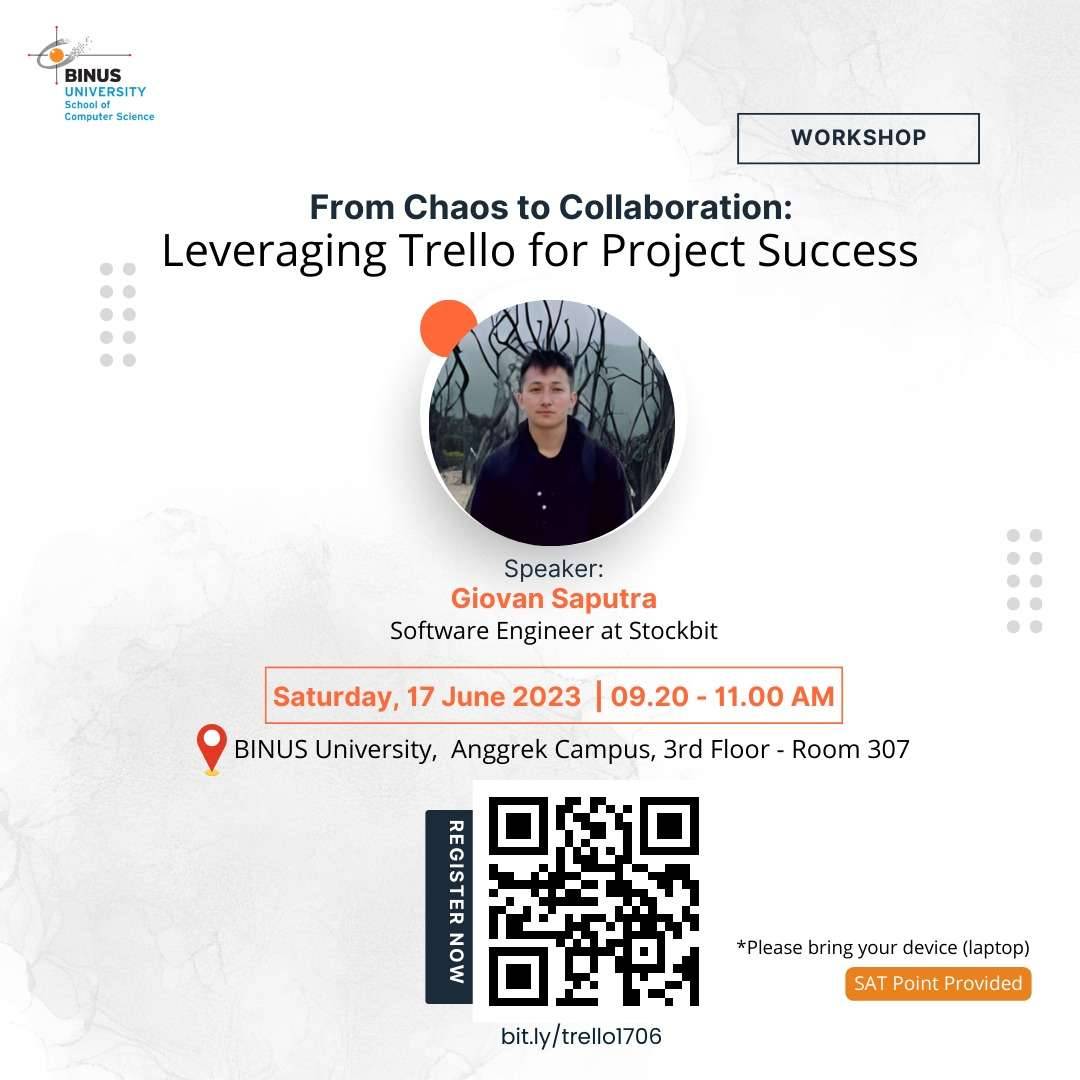 BINUS
UNIVERSITY
School of
Computer Science
WORKSHOP
From Chaos to Collaboration:
Leveraging Trello for Project Success
Speaker:
Giovan Saputra
Software Engineer at Stockbit
Saturday, 17 June 2023 | 09.20 - 11.00 AM
BINUS University, Anggrek Campus, 3rd Floor - Room 307
REGISTER NOW
*Please bring your device (laptop)
SAT Point Provided
bit.ly/trello1706